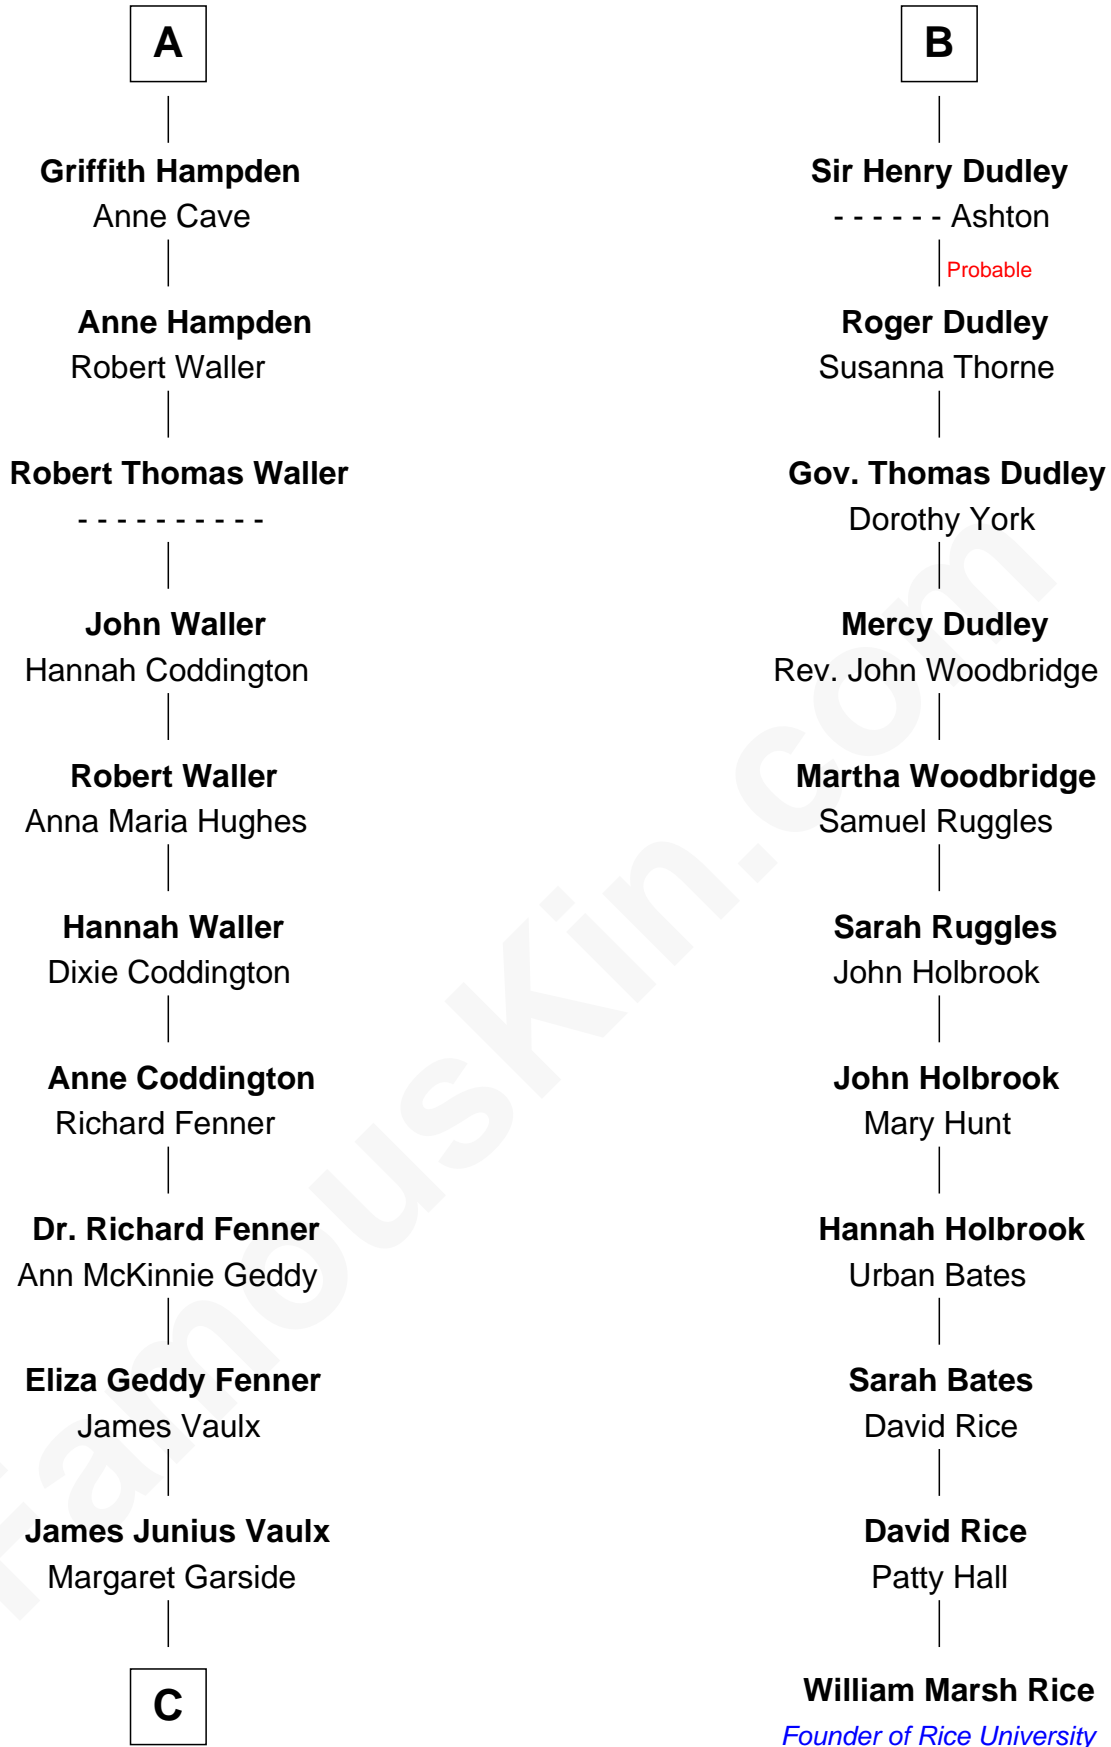 A
Griffith Hampden
Anne Cave
Anne Hampden
Robert Waller
Robert Thomas Waller
- - - - - - - - - -
John Waller
Hannah Coddington
Robert Waller
Anna Maria Hughes
Hannah Waller
Dixie Coddington
Anne Coddington
Richard Fenner
Dr. Richard Fenner
Ann McKinnie Geddy
Eliza Geddy Fenner
James Vaulx
James Junius Vaulx
Margaret Garside
C
B
Sir Henry Dudley
- - - - - - Ashton
Probable
Roger Dudley
Susanna Thorne
Gov. Thomas Dudley
Dorothy York
Mercy Dudley
Rev. John Woodbridge
Martha Woodbridge
Samuel Ruggles
Sarah Ruggles
John Holbrook
John Holbrook
Mary Hunt
Hannah Holbrook
Urban Bates
Sarah Bates
David Rice
David Rice
Patty Hall
William Marsh Rice
Founder of Rice University
FamousKin.com